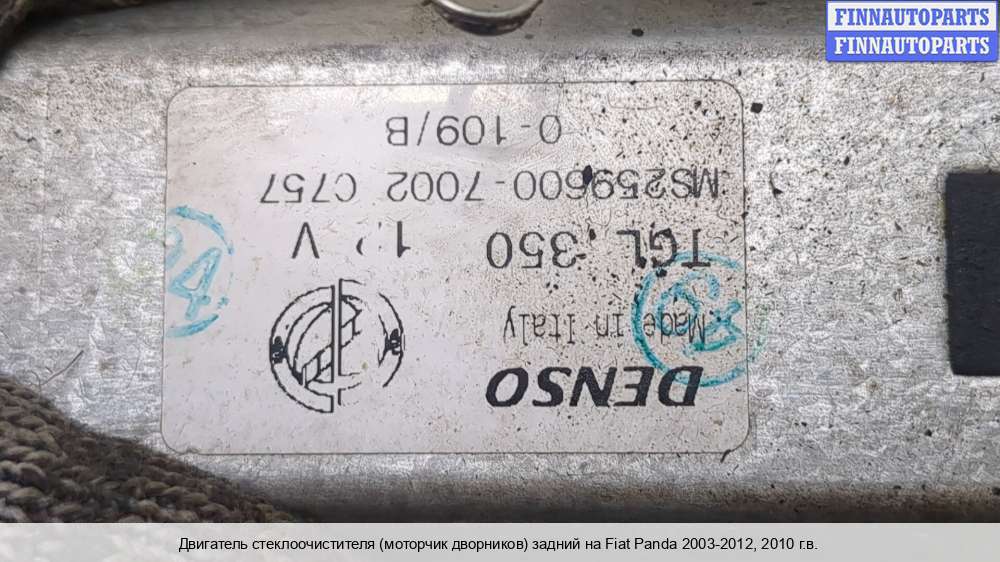 FINNAUTOPARTS
FINNAUTOPARTS
DENSO
Made in Italy
TGL 350 12 V
MS259600-7002 C757
0-109/B
Двигатель стеклоочистителя (моторчик дворников) задний на Fiat Panda 2003-2012, 2010 г.в.